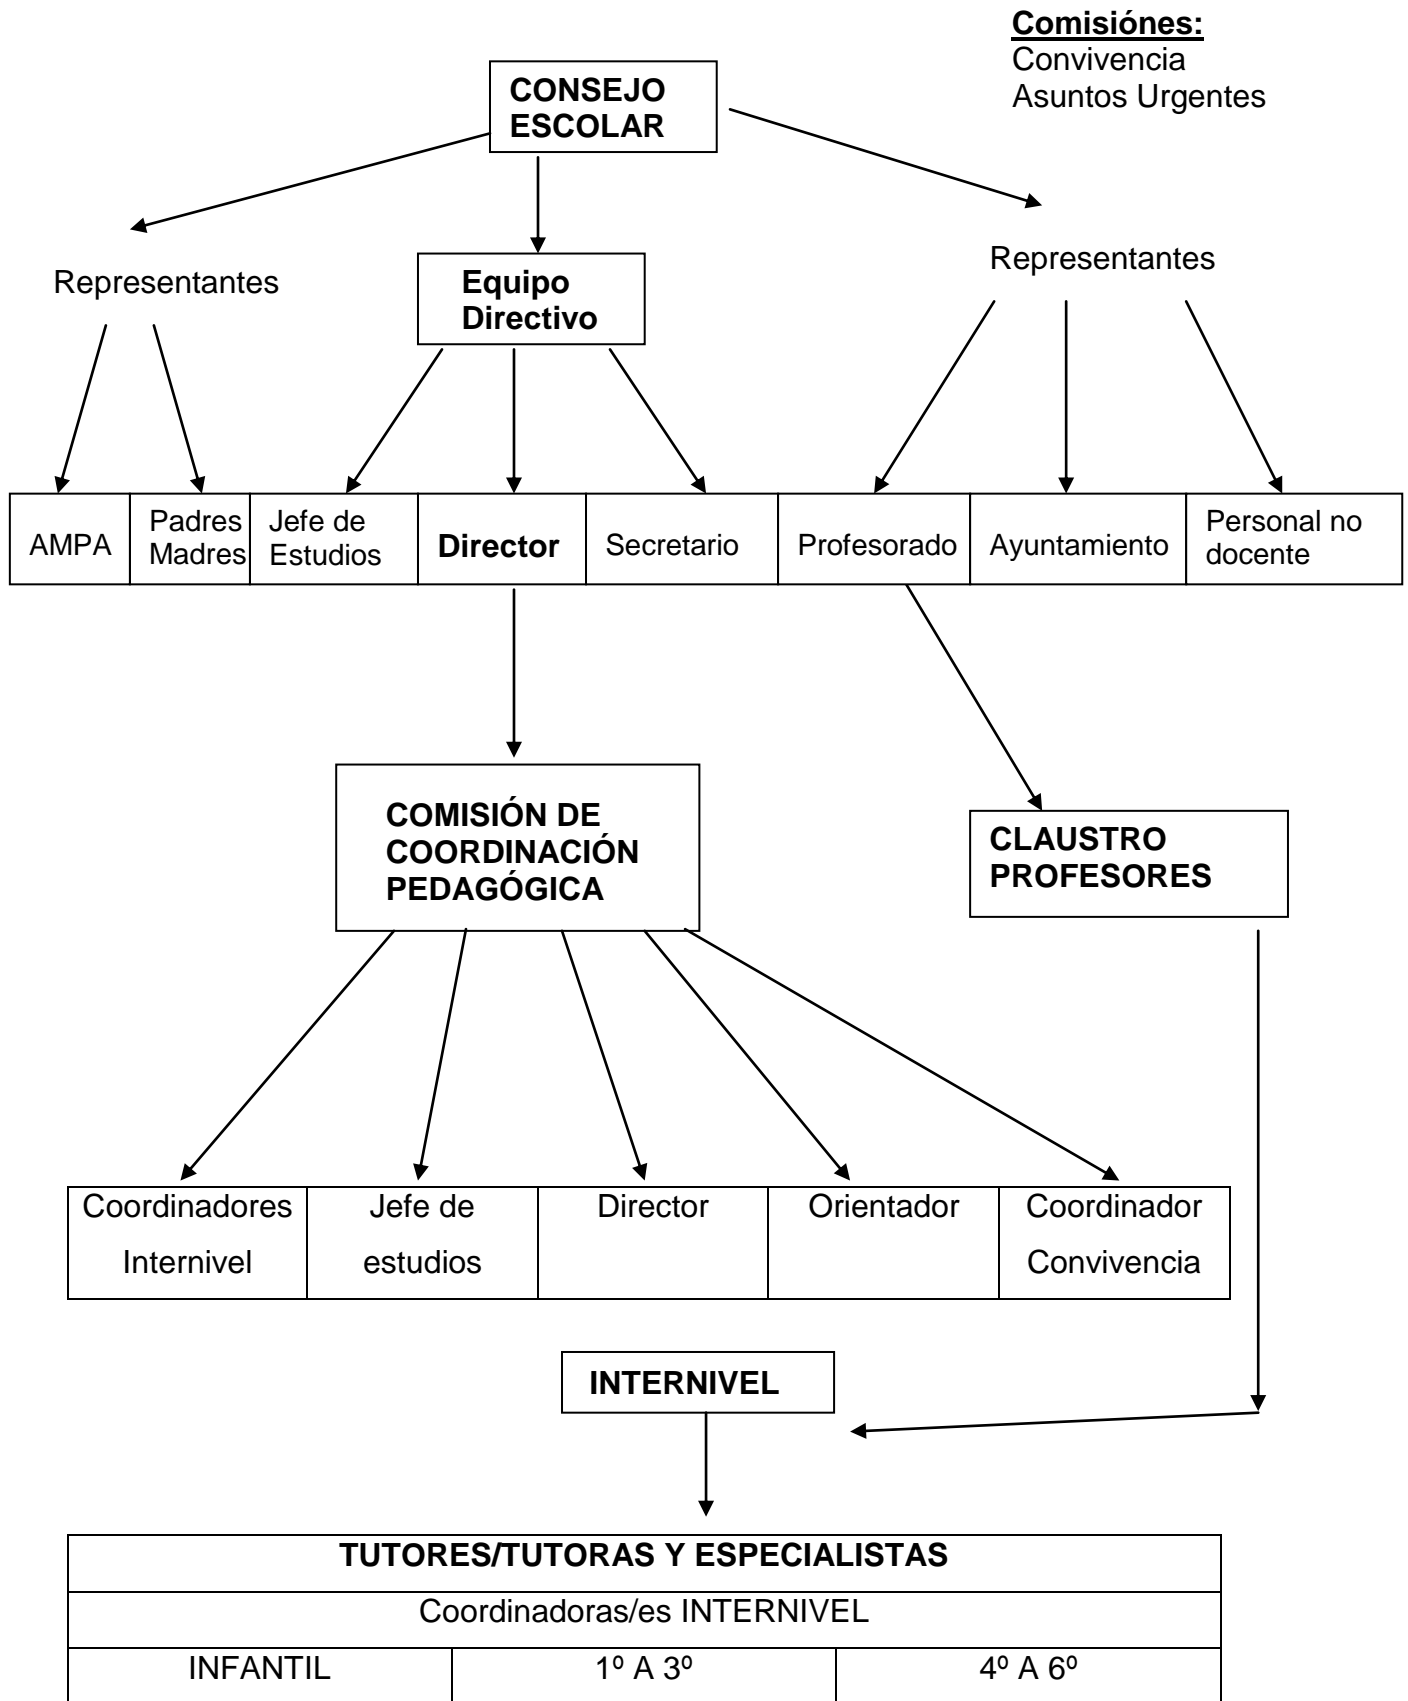 Comisiónes:
Convivencia
Asuntos Urgentes
CONSEJO
ESCOLAR
Representantes
Equipo
Directivo
Representantes
AMPA
Padres
Madres
Jefe de
Estudios
Director
Secretario
Profesorado
Ayuntamiento
Personal no
docente
COMISIÓN DE
COORDINACIÓN
PEDAGÓGICA
CLAUSTRO
PROFESORES
Coordinadores
Internivel
Jefe de
estudios
Director
Orientador
Coordinador
Convivencia
INTERNIVEL
TUTORES/TUTORAS Y ESPECIALISTAS
Coordinadoras/es INTERNIVEL
INFANTIL
1º A 3º
4º A 6º